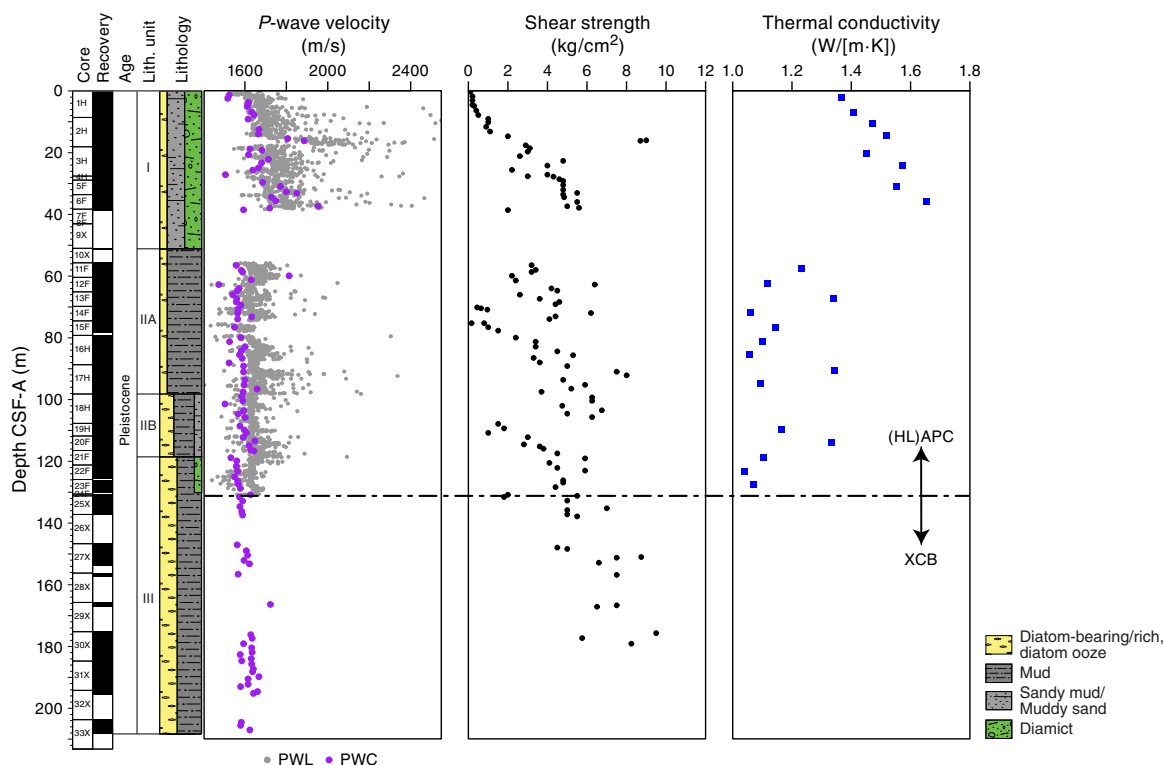 Core
Recovery
Age
Lith. unit
Lithology
P-wave velocity
(m/s)
1600 2000 2400
Shear strength
(kg/cm2)
0 2 4 6 8 10 12
Thermal conductivity
(W/[m·K])
1.0 1.2 1.4 1.6 1.8
Depth CSF-A (m)
0
20
40
60
80
100
120
140
160
180
200
1H
2H
3H
4H
5F
6F
7F
8F
9X
10X
11F
12F
13F
14F
15F
16H
17H
18H
19H
20F
21F
22F
23F
25X
26X
27X
28X
29X
30X
31X
32X
33X
Pleistocene
I
IIA
IIB
III
(HL)APC
XCB
Diatom-bearing/rich,
diatom ooze
Mud
Sandy mud/
Muddy sand
Diamict
PWL PWC